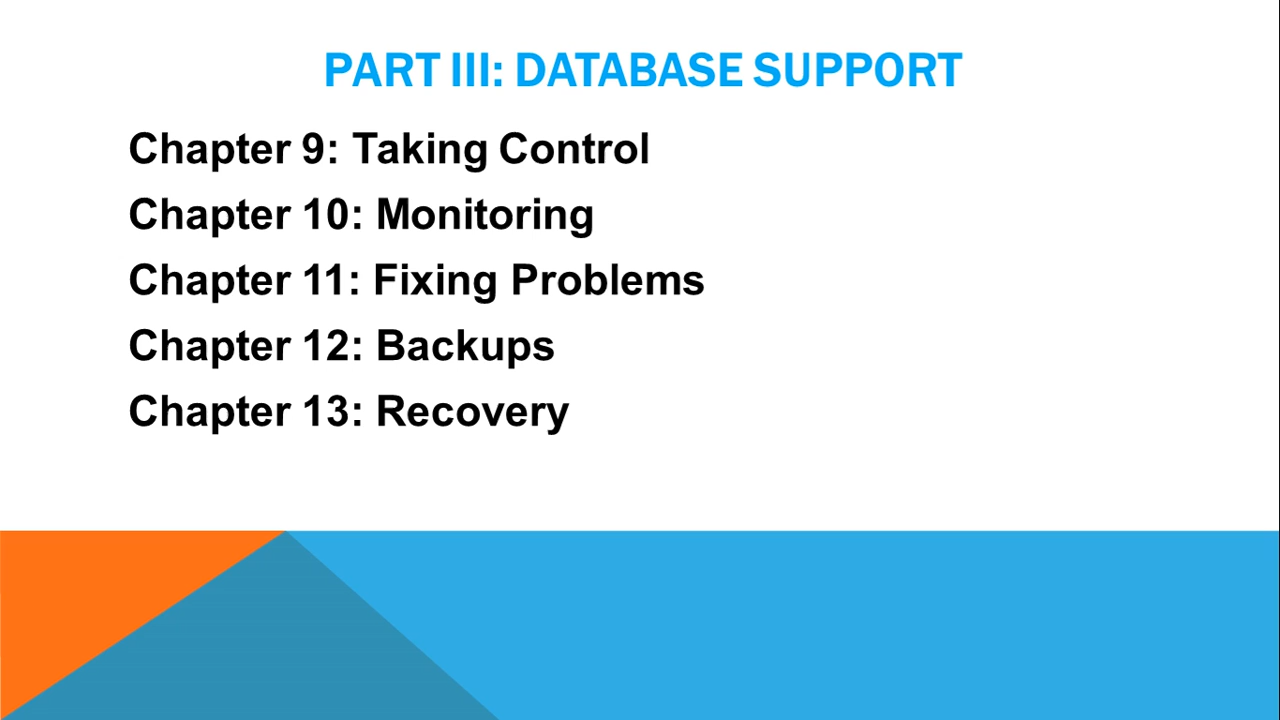 PART III: DATABASE SUPPORT
Chapter 9: Taking Control
Chapter 10: Monitoring
Chapter 11: Fixing Problems
Chapter 12: Backups
Chapter 13: Recovery